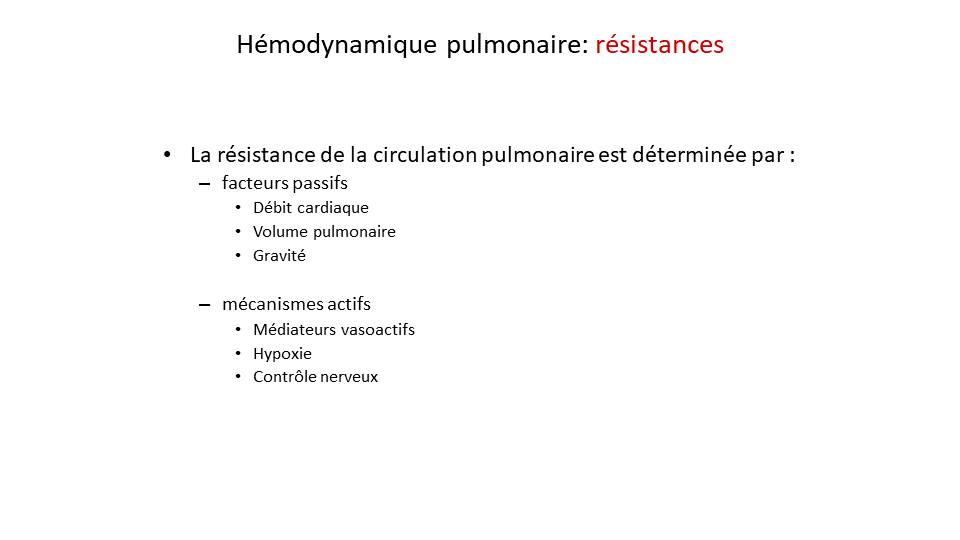 Hémodynamique pulmonaire: résistances
• La résistance de la circulation pulmonaire est déterminée par :
– facteurs passifs
• Débit cardiaque
• Volume pulmonaire
• Gravité
– mécanismes actifs
• Médiateurs vasoactifs
• Hypoxie
• Contrôle nerveux